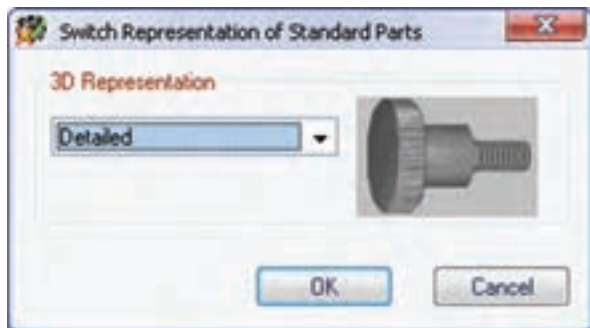 Switch Representation of Standard Parts
3D Representation
Detailed
OK
Cancel